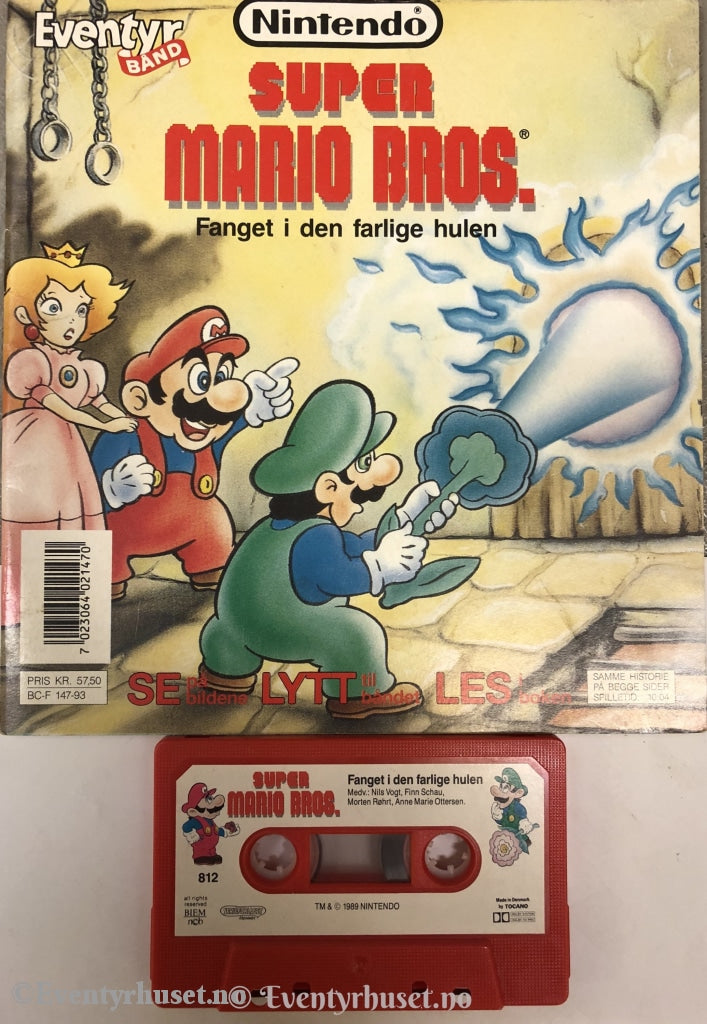 Eventyr
BÅND
Nintendo®
SUPER
MARIO BROS.®
Fanget i den farlige hulen
M
7 023064 021470
PRIS KR. 57,50
BC-F 147-93
SE på bildene LYTT til båndet LES i boken
SAMME HISTORIE
PÅ BEGGE SIDER
SPILLETID: 10.04
SUPER
MARIO BROS.
Fanget i den farlige hulen
Medv.: Nils Vogt, Finn Schau,
Morten Røhrt, Anne Marie Ottersen.
812
all rights
reserved
BIEM
ncb
TM & © 1989 NINTENDO
Made in Denmark
by TOCANO
©Eventyrhuset.no © Eventyrhuset.no